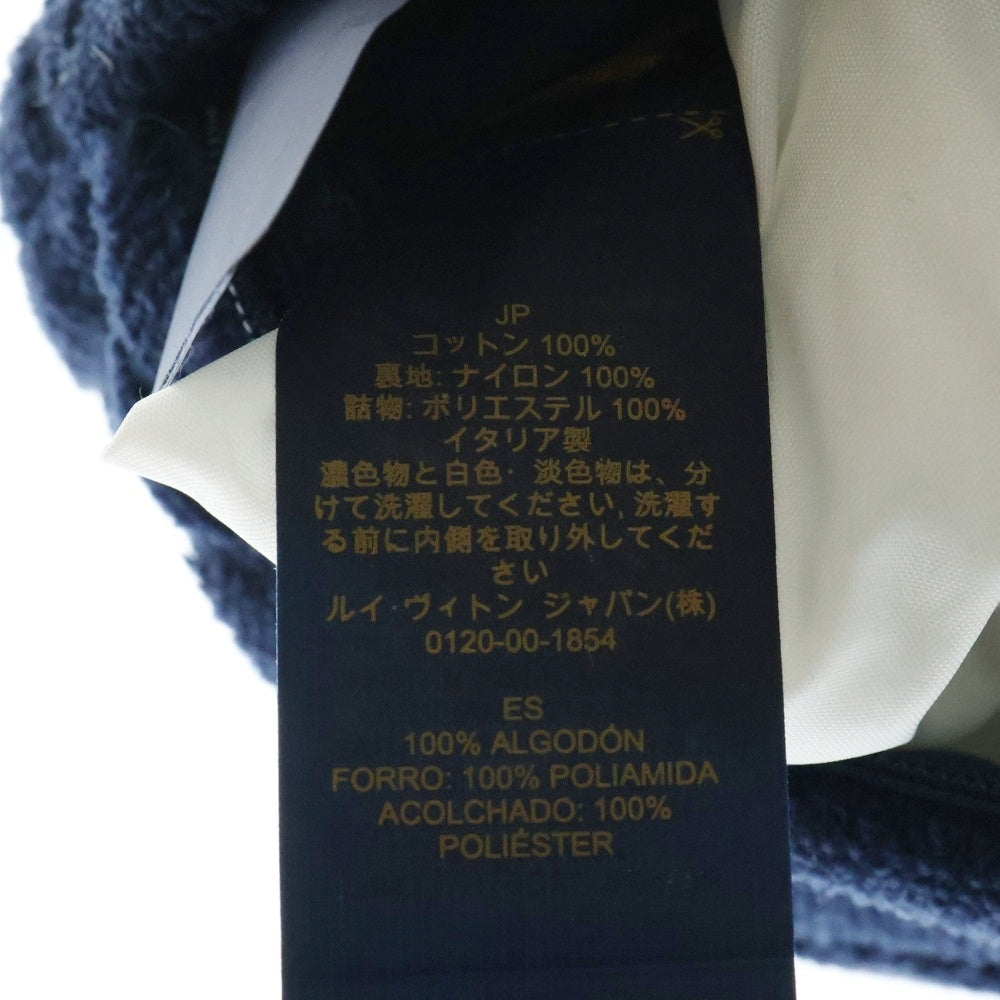 JP
コットン 100%
裏地: ナイロン 100%
詰物: ポリエステル 100%
イタリア製
濃色物と白色・ 淡色物は、分
けて洗濯してください, 洗濯す
る前に内側を取り外してくだ
さい
ルイ・ヴィトン ジャパン(株)
0120-00-1854
ES
100% ALGODÓN
FORRO: 100% POLIAMIDA
ACOLCHADO: 100%
POLIÉSTER